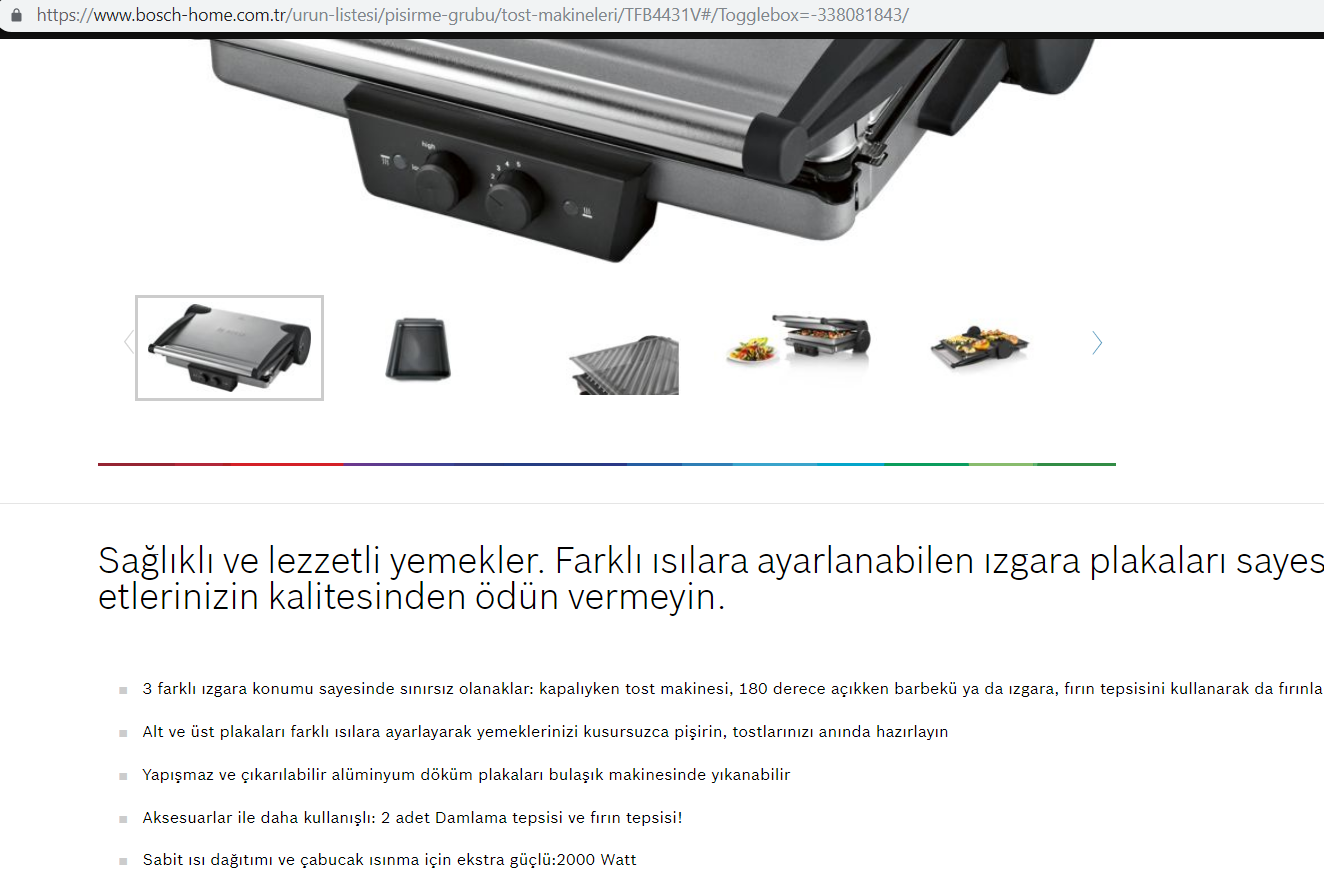 https://www.bosch-home.com.tr/urun-listesi/pisirme-grubu/tost-makineleri/TFB4431V#/Togglebox=-338081843/
high
2 3 4 5
Sağlıklı ve lezzetli yemekler. Farklı ısılara ayarlanabilen ızgara plakaları sayes
etlerinizin kalitesinden ödün vermeyin.
3 farklı ızgara konumu sayesinde sınırsız olanaklar: kapalıyken tost makinesi, 180 derece açıkken barbekü ya da ızgara, fırın tepsisini kullanarak da fırınla
Alt ve üst plakaları farklı ısılara ayarlayarak yemeklerinizi kusursuzca pişirin, tostlarınızı anında hazırlayın
Yapışmaz ve çıkarılabilir alüminyum döküm plakaları bulaşık makinesinde yıkanabilir
Aksesuarlar ile daha kullanışlı: 2 adet Damlama tepsisi ve fırın tepsisi!
Sabit ısı dağıtımı ve çabucak ısınma için ekstra güçlü:2000 Watt